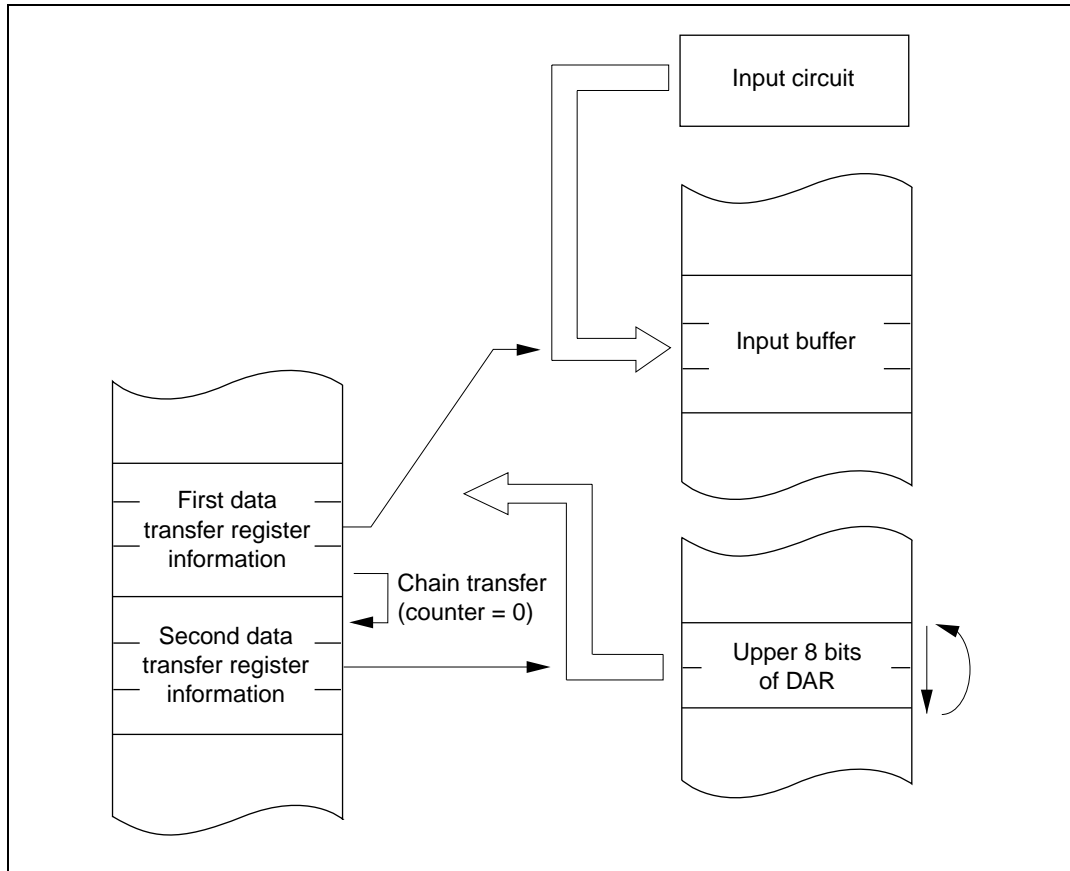 Input circuit
Input buffer
First data
transfer register
information
Chain transfer
(counter = 0)
Second data
transfer register
information
Upper 8 bits
of DAR